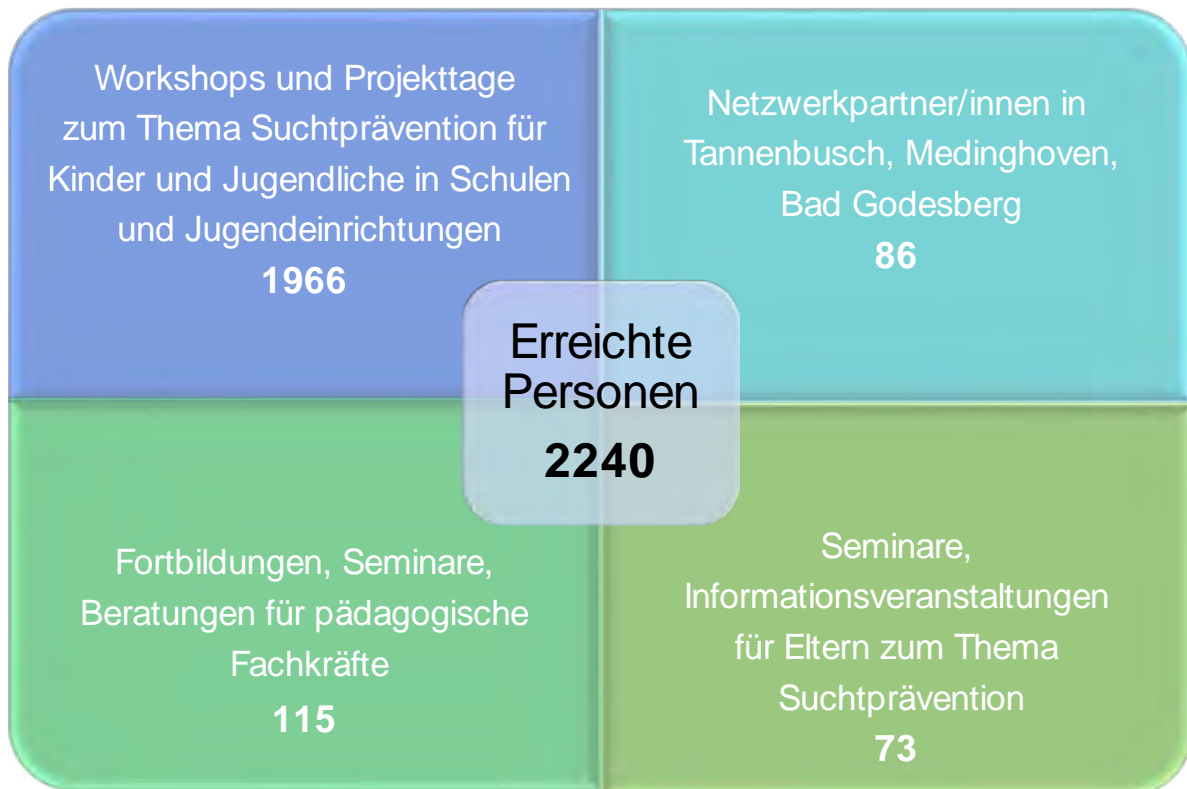 Workshops und Projekttage
zum Thema Suchtprävention für
Kinder und Jugendliche in Schulen
und Jugendeinrichtungen
1966
Netzwerkpartner/innen in
Tannenbusch, Medinghoven,
Bad Godesberg
86
Erreichte
Personen
2240
Fortbildungen, Seminare,
Beratungen für pädagogische
Fachkräfte
115
Seminare,
Informationsveranstaltungen
für Eltern zum Thema
Suchtprävention
73